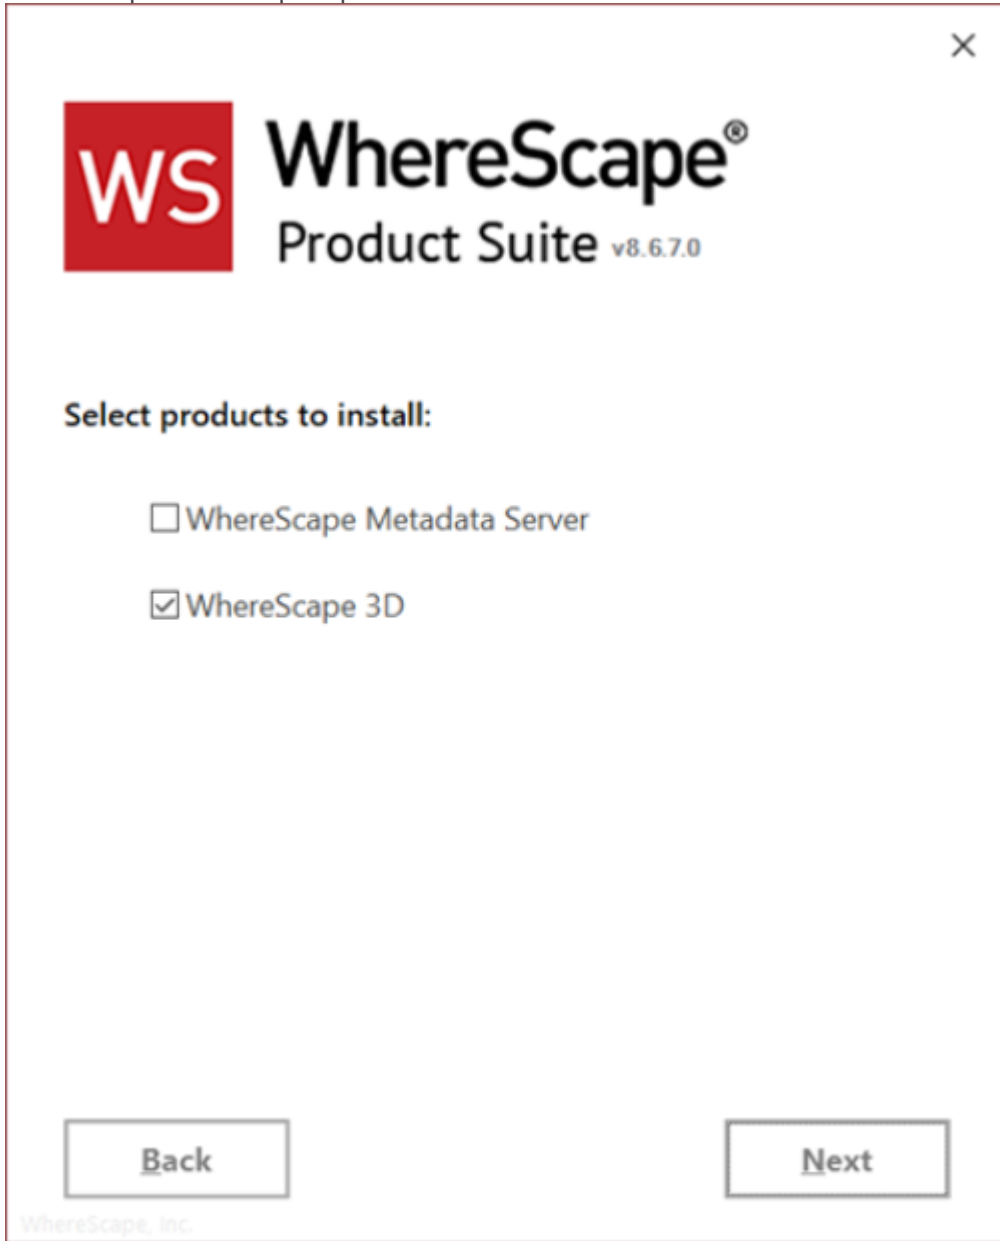 WS
WhereScape®
Product Suite v8.6.7.0
Select products to install:
WhereScape Metadata Server
WhereScape 3D
Back
Next
WhereScape, Inc.